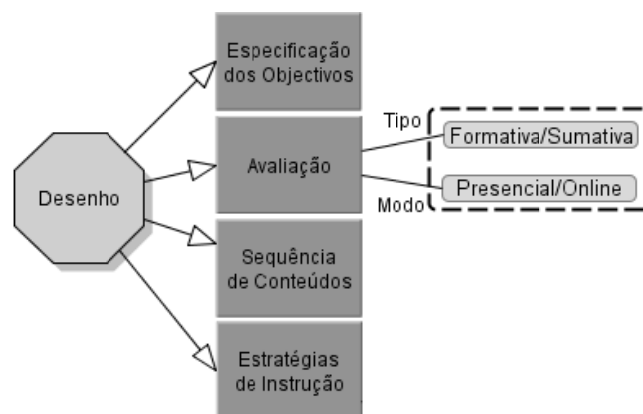 Desenho
Especificação
dos Objectivos
Avaliação
Tipo
Formativa/Sumativa
Presencial/Online
Modo
Sequência
de Conteúdos
Estratégias
de Instrução